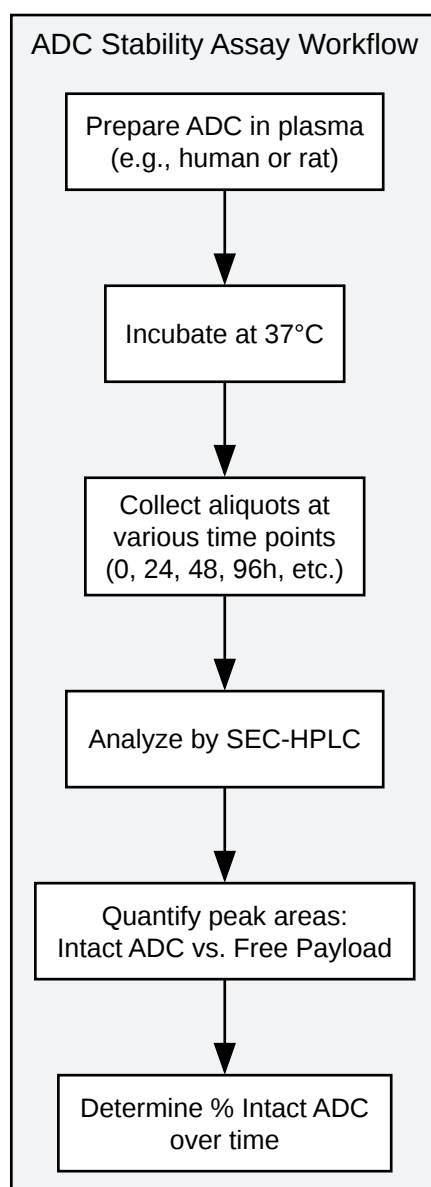 ADC Stability Assay Workflow
Prepare ADC in plasma
(e.g., human or rat)
Incubate at 37°C
Collect aliquots at
various time points
(0, 24, 48, 96h, etc.)
Analyze by SEC-HPLC
Quantify peak areas:
Intact ADC vs. Free Payload
Determine % Intact ADC
over time